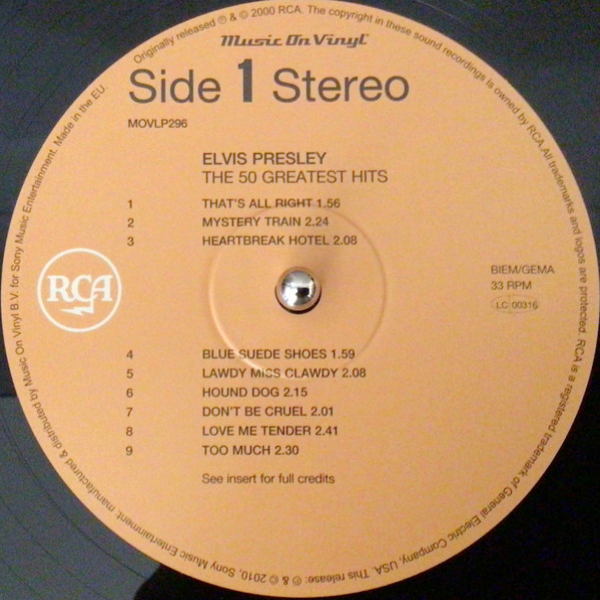 Originally released ℗ & © 2000 RCA. The copyright in these sound recordings is owned by RCA. All trademarks and logos are protected. RCA is a registered trademark of General Electric Company, USA. This release: ℗ & © 2010, Sony Music Entertainment, manufactured & distributed by Music On Vinyl B.V. for Sony Music Entertainment. Made in the EU.
Music On Vinyl
Side 1 Stereo
MOVLP296
ELVIS PRESLEY
THE 50 GREATEST HITS
1 THAT'S ALL RIGHT 1.56
2 MYSTERY TRAIN 2.24
3 HEARTBREAK HOTEL 2.08
RCA
BIEM/GEMA
33 RPM
LC 00316
4 BLUE SUEDE SHOES 1.59
5 LAWDY MISS CLAWDY 2.08
6 HOUND DOG 2.15
7 DON'T BE CRUEL 2.01
8 LOVE ME TENDER 2.41
9 TOO MUCH 2.30
See insert for full credits